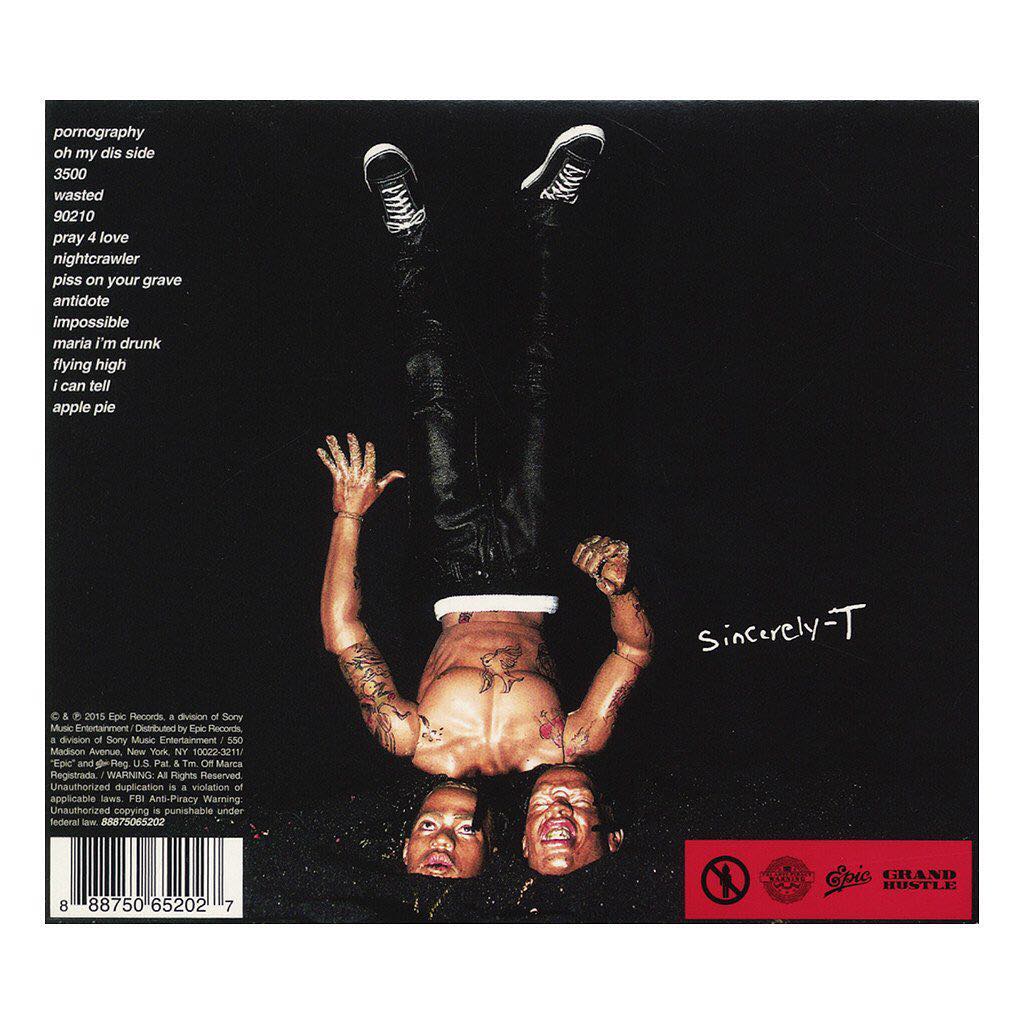 pornography
oh my dis side
3500
wasted
90210
pray 4 love
nightcrawler
piss on your grave
antidote
impossible
maria i'm drunk
flying high
i can tell
apple pie
sincerely-T
© & ℗ 2015 Epic Records, a division of Sony
Music Entertainment / Distributed by Epic Records,
a division of Sony Music Entertainment / 550
Madison Avenue, New York, NY 10022-3211/
"Epic" and Epic Reg. U.S. Pat. & Tm. Off Marca
Registrada. / WARNING: All Rights Reserved.
Unauthorized duplication is a violation of
applicable laws. FBI Anti-Piracy Warning:
Unauthorized copying is punishable under
federal law. 88875065202
8 88750 65202 7
WARNING
Epic
GRAND
HUSTLE